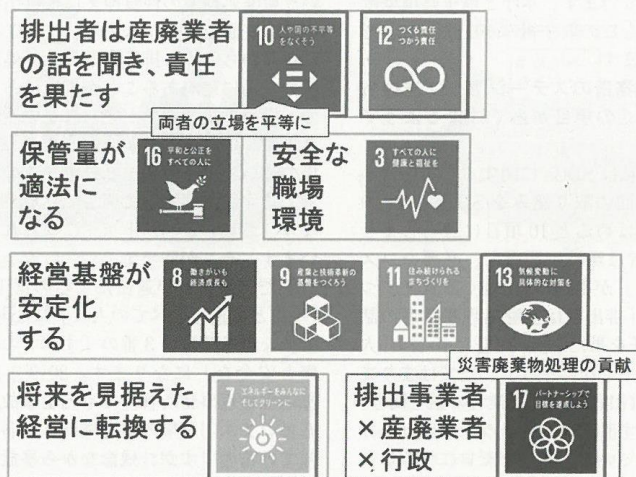 排出者は産廃業者
の話を聞き、責任
を果たす
10 人や国の不平等
をなくそう
12 つくる責任
つかう責任
両者の立場を平等に
保管量が
適法に
なる
16 平和と公正を
すべての人に
安全な
職場
環境
3 すべての人に
健康と福祉を
経営基盤が
安定化
する
8 働きがいも
経済成長も
9 産業と技術革新の
基盤をつくろう
11 住み続けられる
まちづくりを
13 気候変動に
具体的な対策を
災害廃棄物処理の貢献
将来を見据えた
経営に転換する
7 エネルギーをみんなに
そしてクリーンに
排出事業者
×産廃業者
×行政
17 パートナーシップで
目標を達成しよう